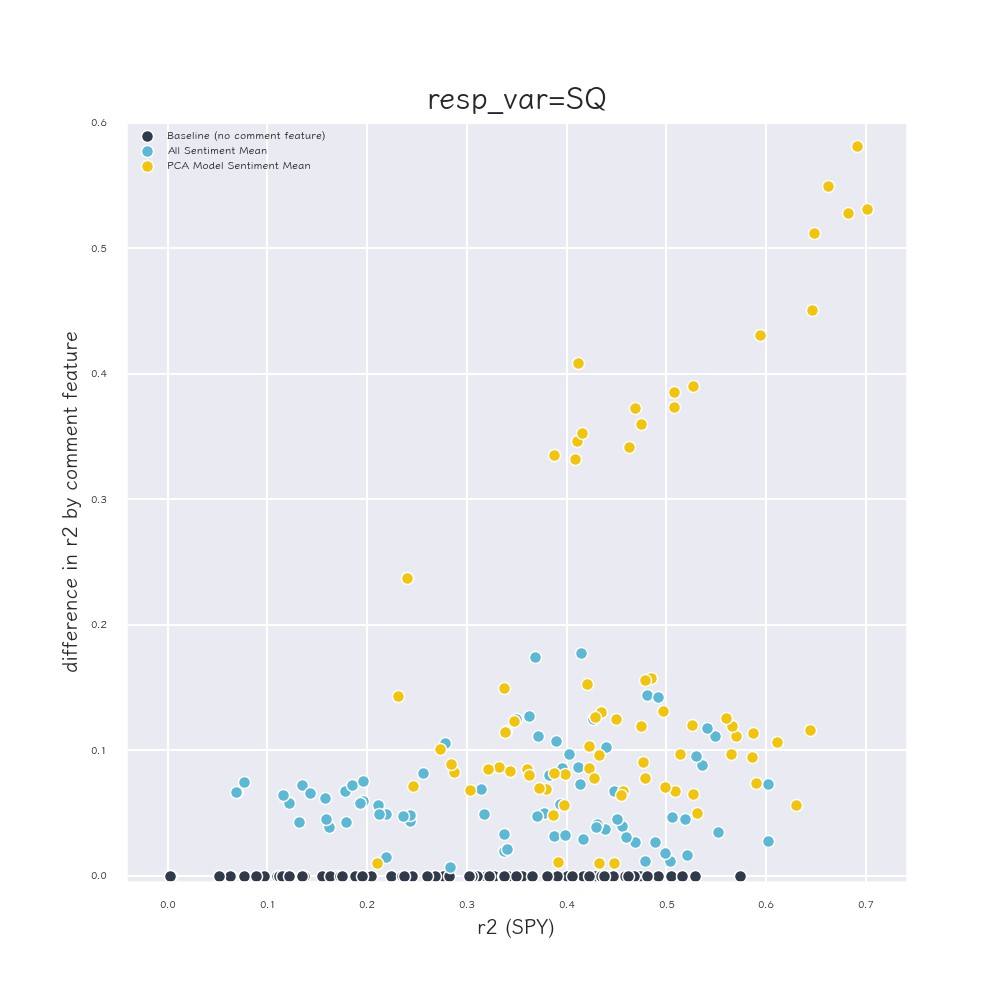 resp_var=SQ
0.6
Baseline (no comment feature)
All Sentiment Mean
PCA Model Sentiment Mean
0.5
0.4
0.3
0.2
0.1
0.0
difference in r2 by comment feature
0.0 0.1 0.2 0.3 0.4 0.5 0.6 0.7
r2 (SPY)